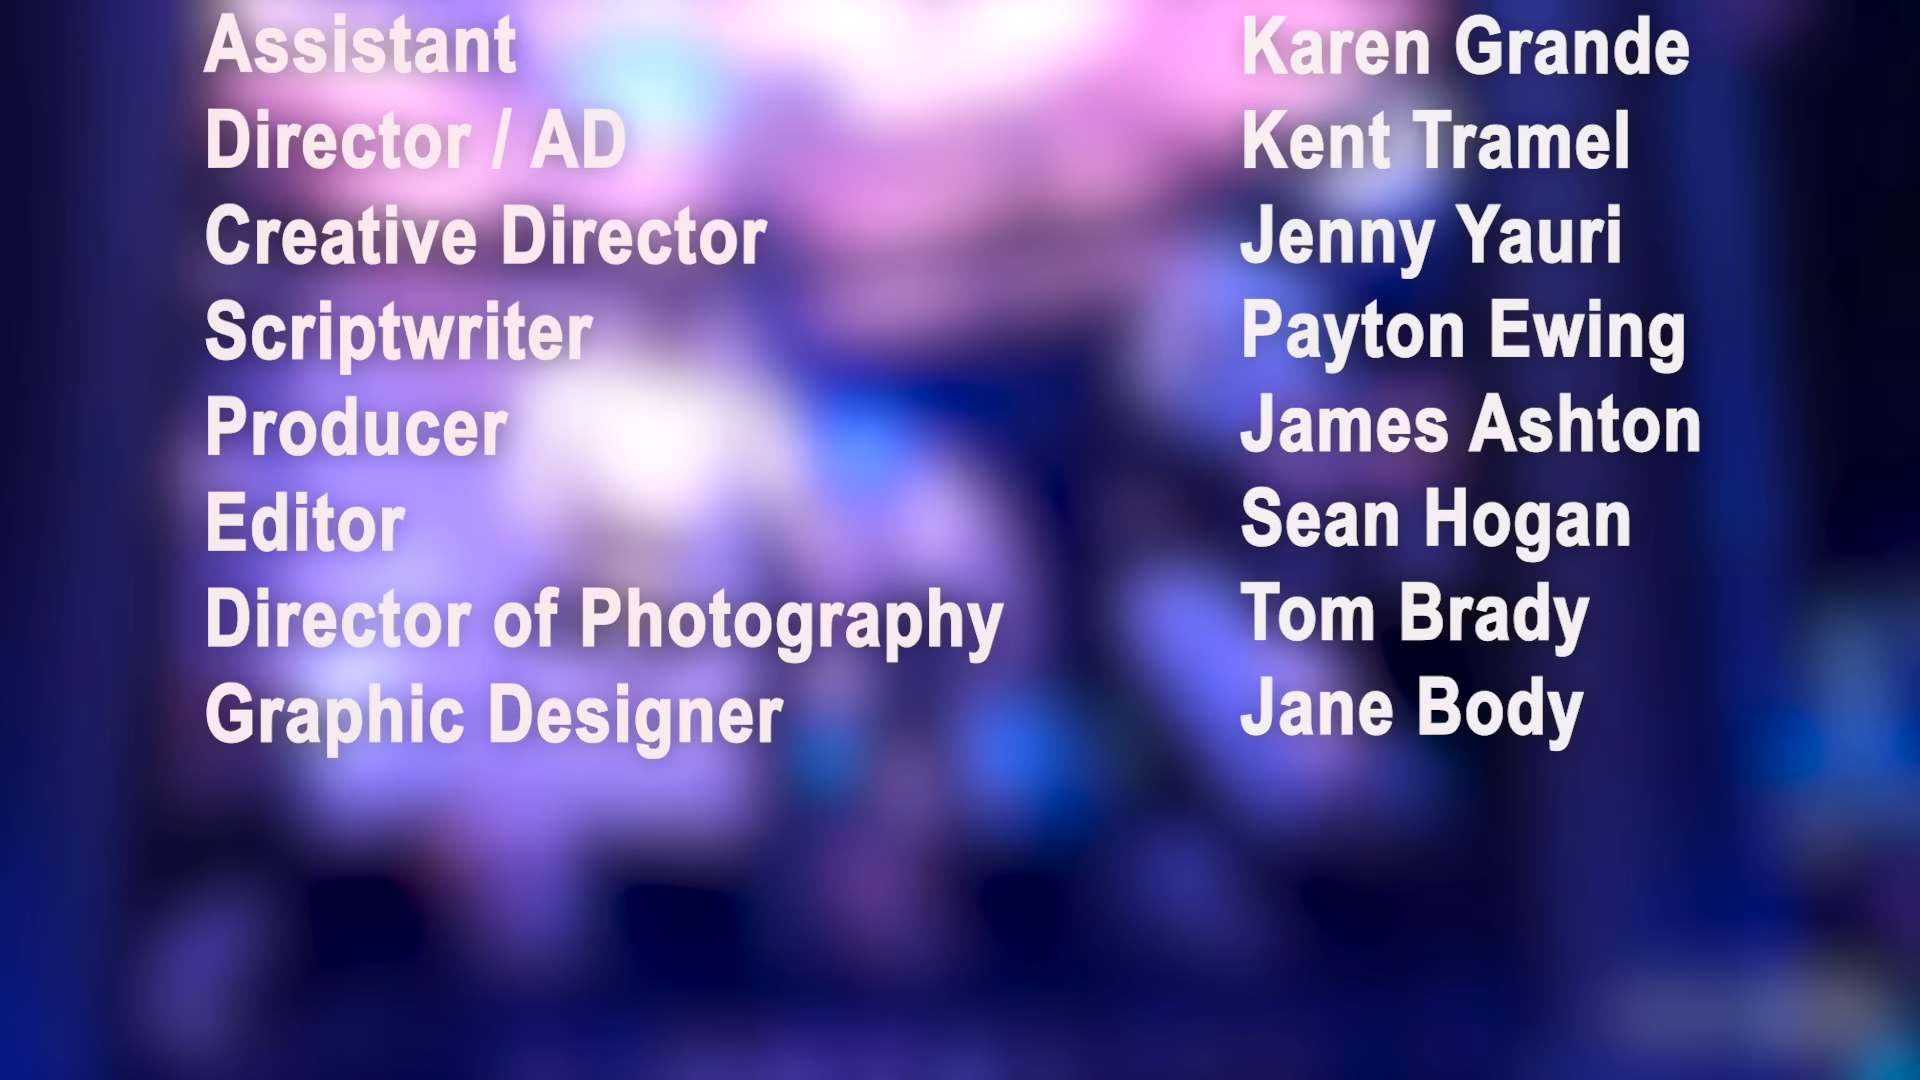 Assistant Karen Grande
Director / AD Kent Tramel
Creative Director Jenny Yauri
Scriptwriter Payton Ewing
Producer James Ashton
Editor Sean Hogan
Director of Photography Tom Brady
Graphic Designer Jane Body